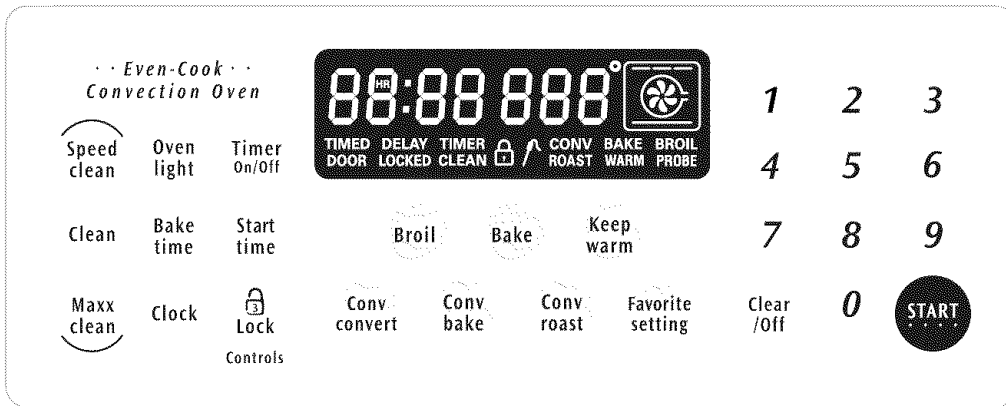 · · Even-Cook · ·
Convection Oven
Speed
clean
Oven
light
Timer
On/Off
Clean
Bake
time
Start
time
Maxx
clean
Clock
3
Lock
Controls
88:88 888°
HR
TIMED DELAY TIMER CONV BAKE BROIL
DOOR LOCKED CLEAN ROAST WARM PROBE
Broil
Bake
Keep
warm
Conv
convert
Conv
bake
Conv
roast
Favorite
setting
1 2 3
4 5 6
7 8 9
Clear
/Off
0
START